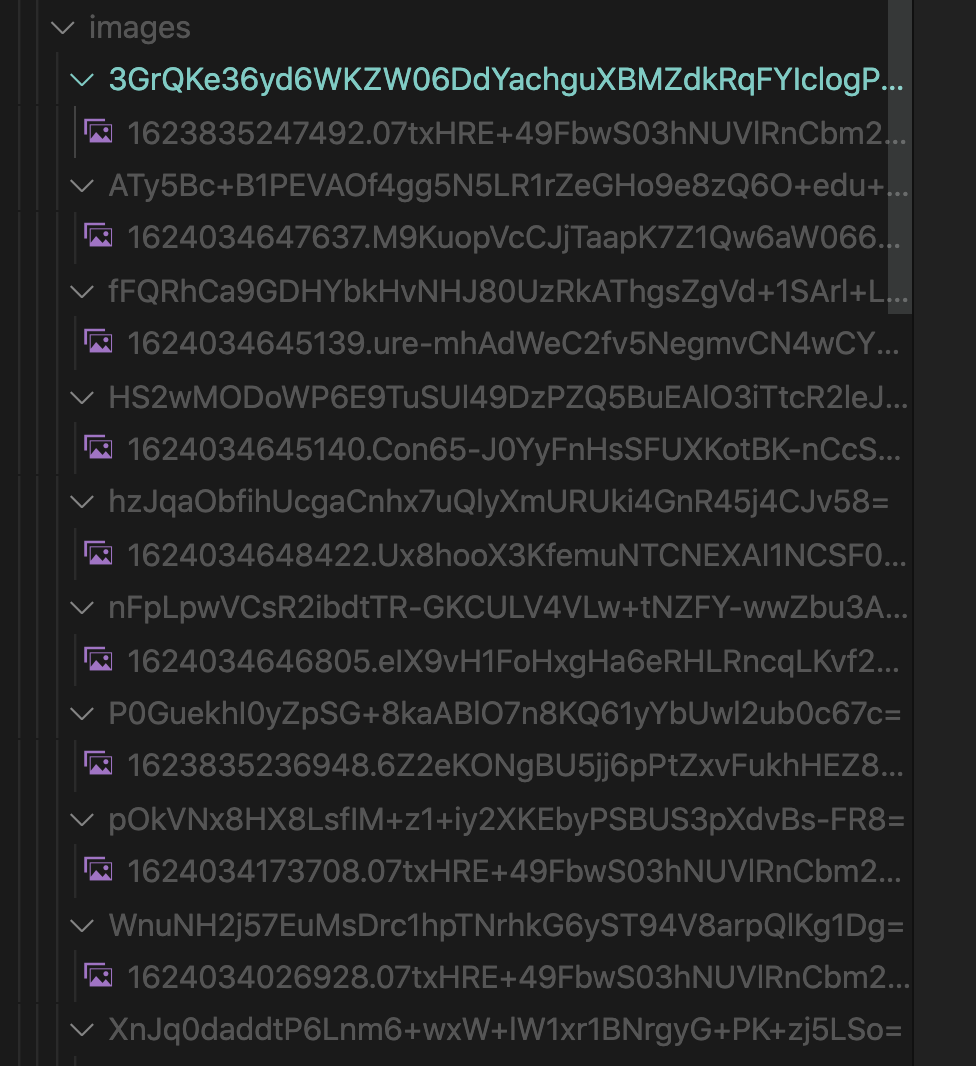 images
3GrQKe36yd6WKZW06DdYachguXBMZdkRqFYIclogP...
1623835247492.07txHRE+49FbwS03hNUVlRnCbm2...
ATy5Bc+B1PEVAOf4gg5N5LR1rZeGHo9e8zQ6O+edu+...
1624034647637.M9KuopVcCJjTaapK7Z1Qw6aW066...
fFQRhCa9GDHYbkHvNHJ80UzRkAThgsZgVd+1SArl+L...
1624034645139.ure-mhAdWeC2fv5NegmvCN4wCY...
HS2wMODoWP6E9TuSUl49DzPZQ5BuEAlO3iTtcR2leJ...
1624034645140.Con65-J0YyFnHsSFUXKotBK-nCcS...
hzJqaObfihUcgaCnhx7uQlyXmURUki4GnR45j4CJv58=
1624034648422.Ux8hooX3KfemuNTCNEXAI1NCSF0...
nFpLpwVCsR2ibdtTR-GKCULV4VLw+tNZFY-wwZbu3A...
1624034646805.eIX9vH1FoHxgHa6eRHLRncqLKvf2...
P0GuekhI0yZpSG+8kaABlO7n8KQ61yYbUwl2ub0c67c=
1623835236948.6Z2eKONgBU5jj6pPtZxvFukhHEZ8...
pOkVNx8HX8LsfIM+z1+iy2XKEbyPSBUS3pXdvBs-FR8=
1624034173708.07txHRE+49FbwS03hNUVlRnCbm2...
WnuNH2j57EuMsDrc1hpTNrhkG6yST94V8arpQlKg1Dg=
1624034026928.07txHRE+49FbwS03hNUVlRnCbm2...
XnJq0daddtP6Lnm6+wxW+lW1xr1BNrgyG+PK+zj5LSo=